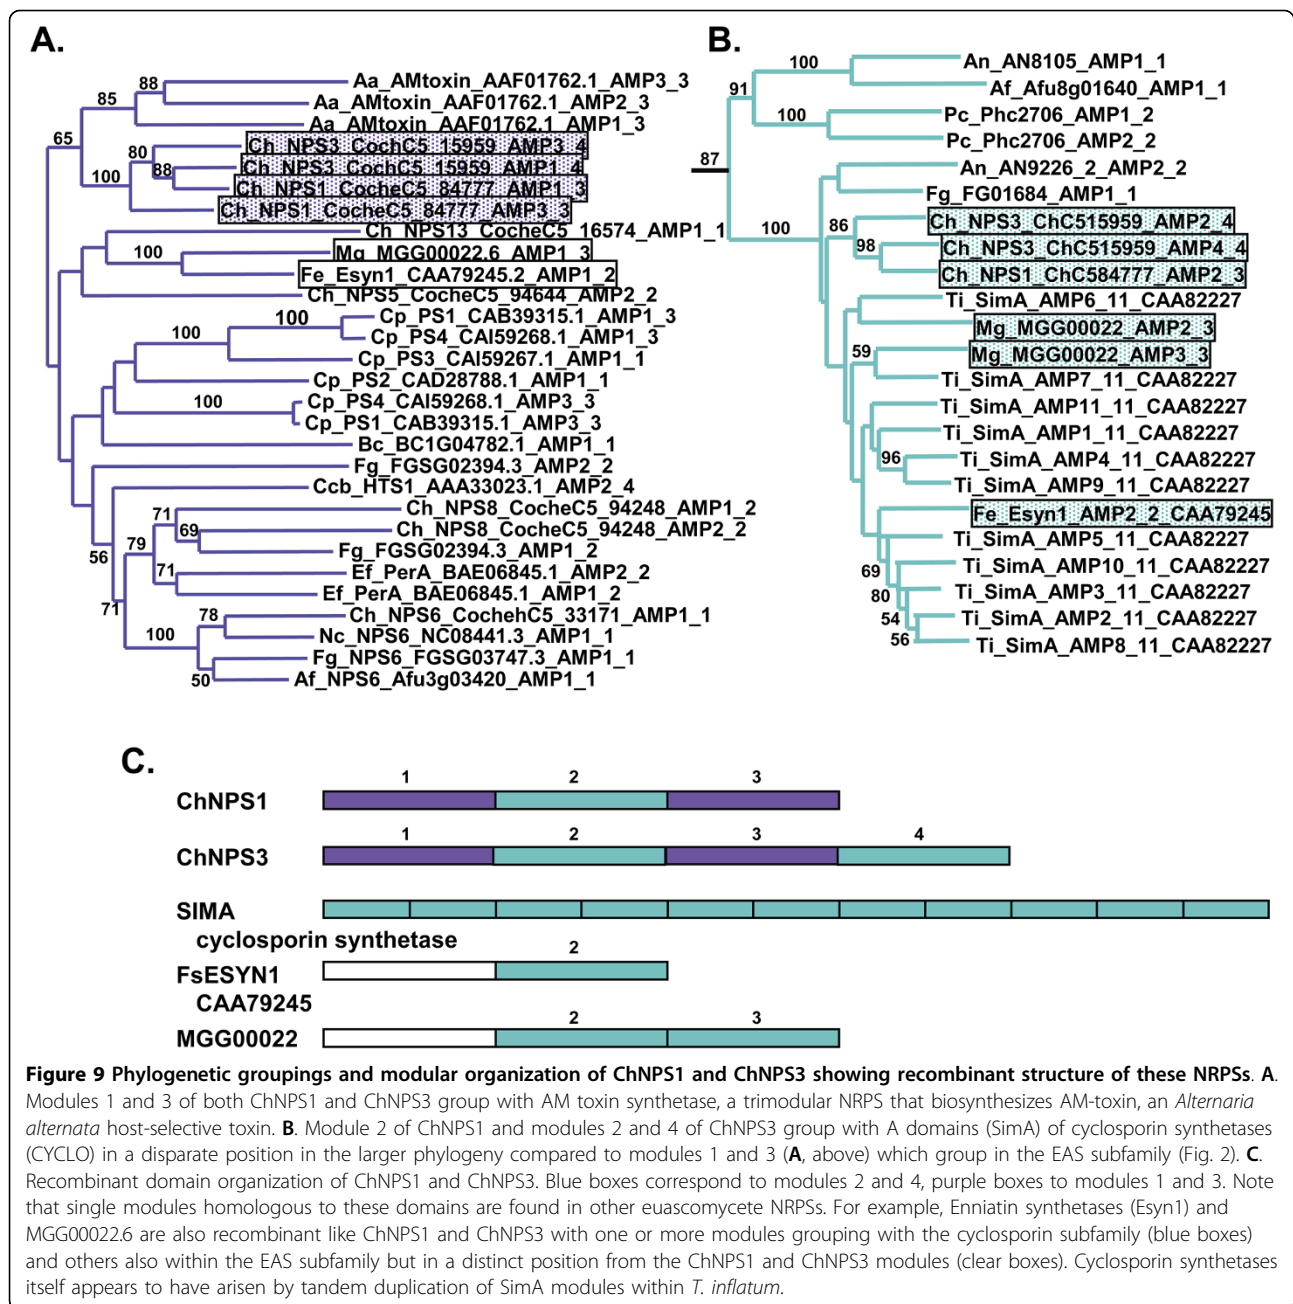 A.
88
Aa_AMtoxin_AAF01762.1_AMP3_3
85
Aa_AMtoxin_AAF01762.1_AMP2_3
Aa_AMtoxin_AAF01762.1_AMP1_3
65
80
Ch_NPS3_CochC5_15959_AMP3_4
88
Ch_NPS3_CochC5_15959_AMP1_4
100
Ch_NPS1_CocheC5_84777_AMP1_3
Ch_NPS1_CocheC5_84777_AMP3_3
Ch_NPS13_CocheC5_16574_AMP1_1
100
Mg_MGG00022.6_AMP1_3
Fe_Esyn1_CAA79245.2_AMP1_2
Ch_NPS5_CocheC5_94644_AMP2_2
100
Cp_PS1_CAB39315.1_AMP1_3
100
Cp_PS4_CAI59268.1_AMP1_3
Cp_PS3_CAI59267.1_AMP1_1
Cp_PS2_CAD28788.1_AMP1_1
100
Cp_PS4_CAI59268.1_AMP3_3
Cp_PS1_CAB39315.1_AMP3_3
Bc_BC1G04782.1_AMP1_1
Fg_FGSG02394.3_AMP2_2
Ccb_HTS1_AAA33023.1_AMP2_4
71
Ch_NPS8_CocheC5_94248_AMP1_2
69
Ch_NPS8_CocheC5_94248_AMP2_2
56
79
Fg_FGSG02394.3_AMP1_2
71
Ef_PerA_BAE06845.1_AMP2_2
Ef_PerA_BAE06845.1_AMP1_2
71
78
Ch_NPS6_CochehC5_33171_AMP1_1
100
Nc_NPS6_NC08441.3_AMP1_1
Fg_NPS6_FGSG03747.3_AMP1_1
50
Af_NPS6_Afu3g03420_AMP1_1
B.
100
An_AN8105_AMP1_1
91
Af_Afu8g01640_AMP1_1
100
Pc_Phc2706_AMP1_2
Pc_Phc2706_AMP2_2
87
An_AN9226_2_AMP2_2
Fg_FG01684_AMP1_1
100
86
Ch_NPS3_ChC515959_AMP2_4
98
Ch_NPS3_ChC515959_AMP4_4
Ch_NPS1_ChC584777_AMP2_3
Ti_SimA_AMP6_11_CAA82227
Mg_MGG00022_AMP2_3
59
Mg_MGG00022_AMP3_3
Ti_SimA_AMP7_11_CAA82227
Ti_SimA_AMP11_11_CAA82227
Ti_SimA_AMP1_11_CAA82227
96
Ti_SimA_AMP4_11_CAA82227
Ti_SimA_AMP9_11_CAA82227
Fe_Esyn1_AMP2_2_CAA79245
Ti_SimA_AMP5_11_CAA82227
69
Ti_SimA_AMP10_11_CAA82227
80
Ti_SimA_AMP3_11_CAA82227
54
Ti_SimA_AMP2_11_CAA82227
56
Ti_SimA_AMP8_11_CAA82227
C.
1 2 3
ChNPS1
1 2 3 4
ChNPS3
SIMA
cyclosporin synthetase
2
FsESYN1
CAA79245
2 3
MGG00022
Figure 9 Phylogenetic groupings and modular organization of ChNPS1 and ChNPS3 showing recombinant structure of these NRPSs. A.
Modules 1 and 3 of both ChNPS1 and ChNPS3 group with AM toxin synthetase, a trimodular NRPS that biosynthesizes AM-toxin, an Alternaria
alternata host-selective toxin. B. Module 2 of ChNPS1 and modules 2 and 4 of ChNPS3 group with A domains (SimA) of cyclosporin synthetases
(CYCLO) in a disparate position in the larger phylogeny compared to modules 1 and 3 (A, above) which group in the EAS subfamily (Fig. 2). C.
Recombinant domain organization of ChNPS1 and ChNPS3. Blue boxes correspond to modules 2 and 4, purple boxes to modules 1 and 3. Note
that single modules homologous to these domains are found in other euascomycete NRPSs. For example, Enniatin synthetases (Esyn1) and
MGG00022.6 are also recombinant like ChNPS1 and ChNPS3 with one or more modules grouping with the cyclosporin subfamily (blue boxes)
and others also within the EAS subfamily but in a distinct position from the ChNPS1 and ChNPS3 modules (clear boxes). Cyclosporin synthetases
itself appears to have arisen by tandem duplication of SimA modules within T. inflatum.